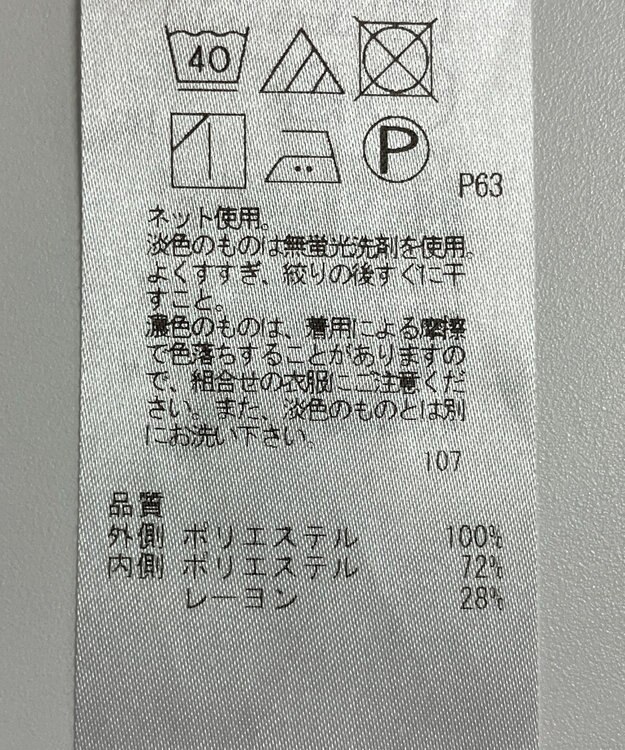 40
P
P63
ネット使用。
淡色のものは無蛍光洗剤を使用。
よくすすぎ、絞りの後すぐに干
すこと。
濃色のものは、着用による摩擦
で色落ちすることがありますの
で、組合せの衣服にご注意くだ
さい。また、淡色のものとは別
にお洗い下さい。
107
品質
外側 ポリエステル 100%
内側 ポリエステル 72%
レーヨン 28%